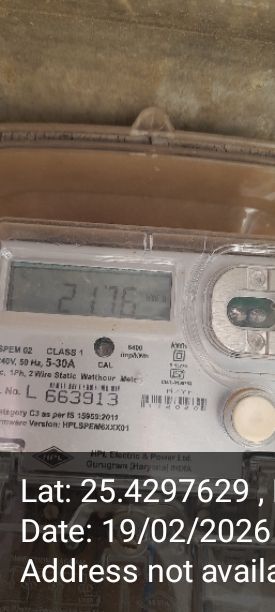 2176
SPEM 02 CLASS 1
240V, 50 Hz, 5-30A CAL
6400
imp/kWh
1Ph, 2 Wire Static Watthour Meter
No. L 663913
Category C3 as per IS 15959:2011
Firmware Version: HPLSPEM6XXX01
HPL
HPL Electric & Power Ltd
Gurugram (Haryana) INDIA
Lat: 25.4297629 ,
Date: 19/02/2026
Address not availa